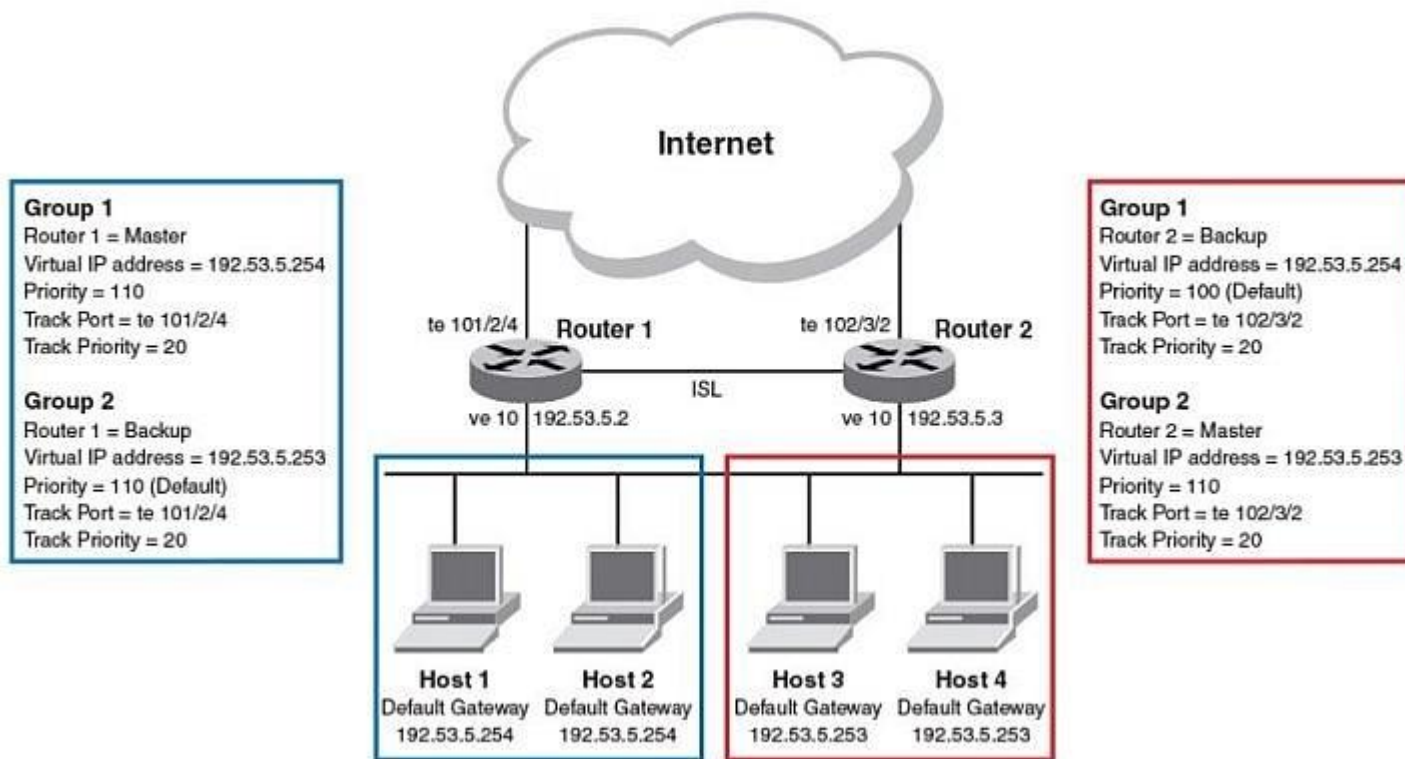 Internet
Group 1
Router 1 = Master
Virtual IP address = 192.53.5.254
Priority = 110
Track Port = te 101/2/4
Track Priority = 20
Group 2
Router 1 = Backup
Virtual IP address = 192.53.5.253
Priority = 110 (Default)
Track Port = te 101/2/4
Track Priority = 20
Group 1
Router 2 = Backup
Virtual IP address = 192.53.5.254
Priority = 100 (Default)
Track Port = te 102/3/2
Track Priority = 20
Group 2
Router 2 = Master
Virtual IP address = 192.53.5.253
Priority = 110
Track Port = te 102/3/2
Track Priority = 20
te 101/2/4
Router 1
te 102/3/2
Router 2
ISL
ve 10
192.53.5.2
ve 10
192.53.5.3
Host 1
Default Gateway
192.53.5.254
Host 2
Default Gateway
192.53.5.254
Host 3
Default Gateway
192.53.5.253
Host 4
Default Gateway
192.53.5.253